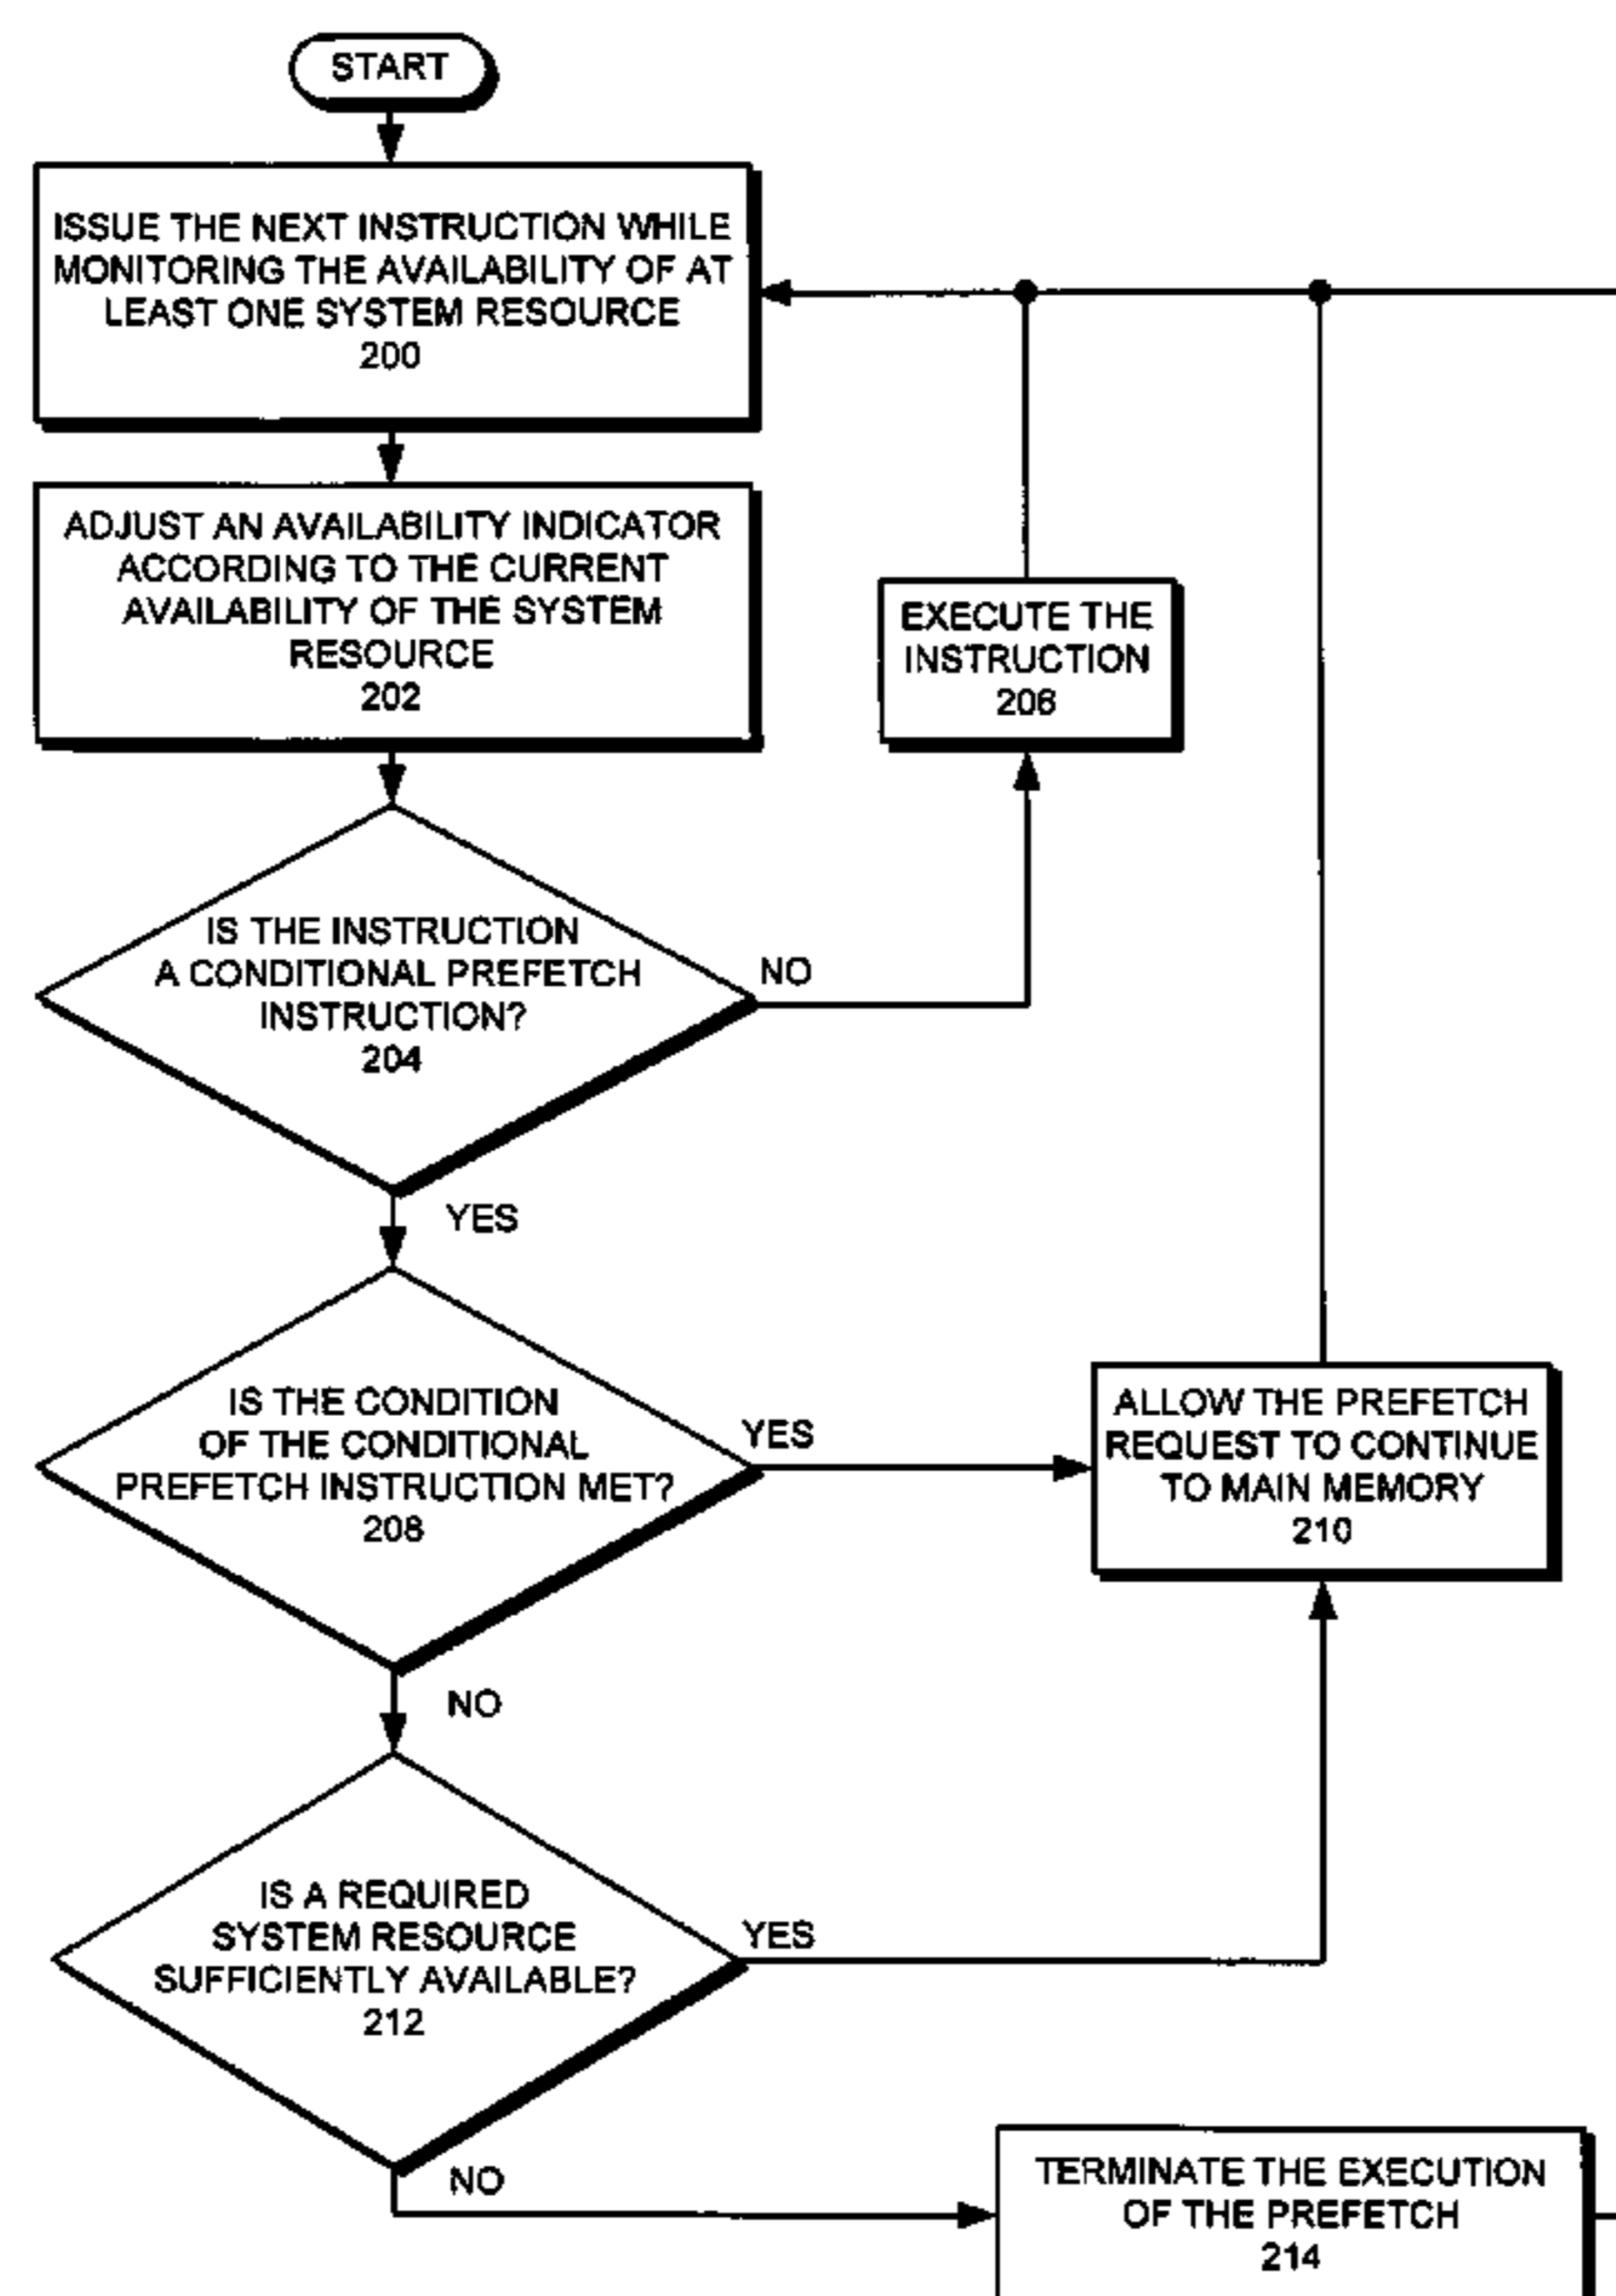 START
ISSUE THE NEXT INSTRUCTION WHILE
MONITORING THE AVAILABILITY OF AT
LEAST ONE SYSTEM RESOURCE
200
ADJUST AN AVAILABILITY INDICATOR
ACCORDING TO THE CURRENT
AVAILABILITY OF THE SYSTEM
RESOURCE
202
EXECUTE THE
INSTRUCTION
206
IS THE INSTRUCTION
A CONDITIONAL PREFETCH
INSTRUCTION?
204
NO
YES
IS THE CONDITION
OF THE CONDITIONAL
PREFETCH INSTRUCTION MET?
208
YES
ALLOW THE PREFETCH
REQUEST TO CONTINUE
TO MAIN MEMORY
210
NO
IS A REQUIRED
SYSTEM RESOURCE
SUFFICIENTLY AVAILABLE?
212
YES
NO
TERMINATE THE EXECUTION
OF THE PREFETCH
214